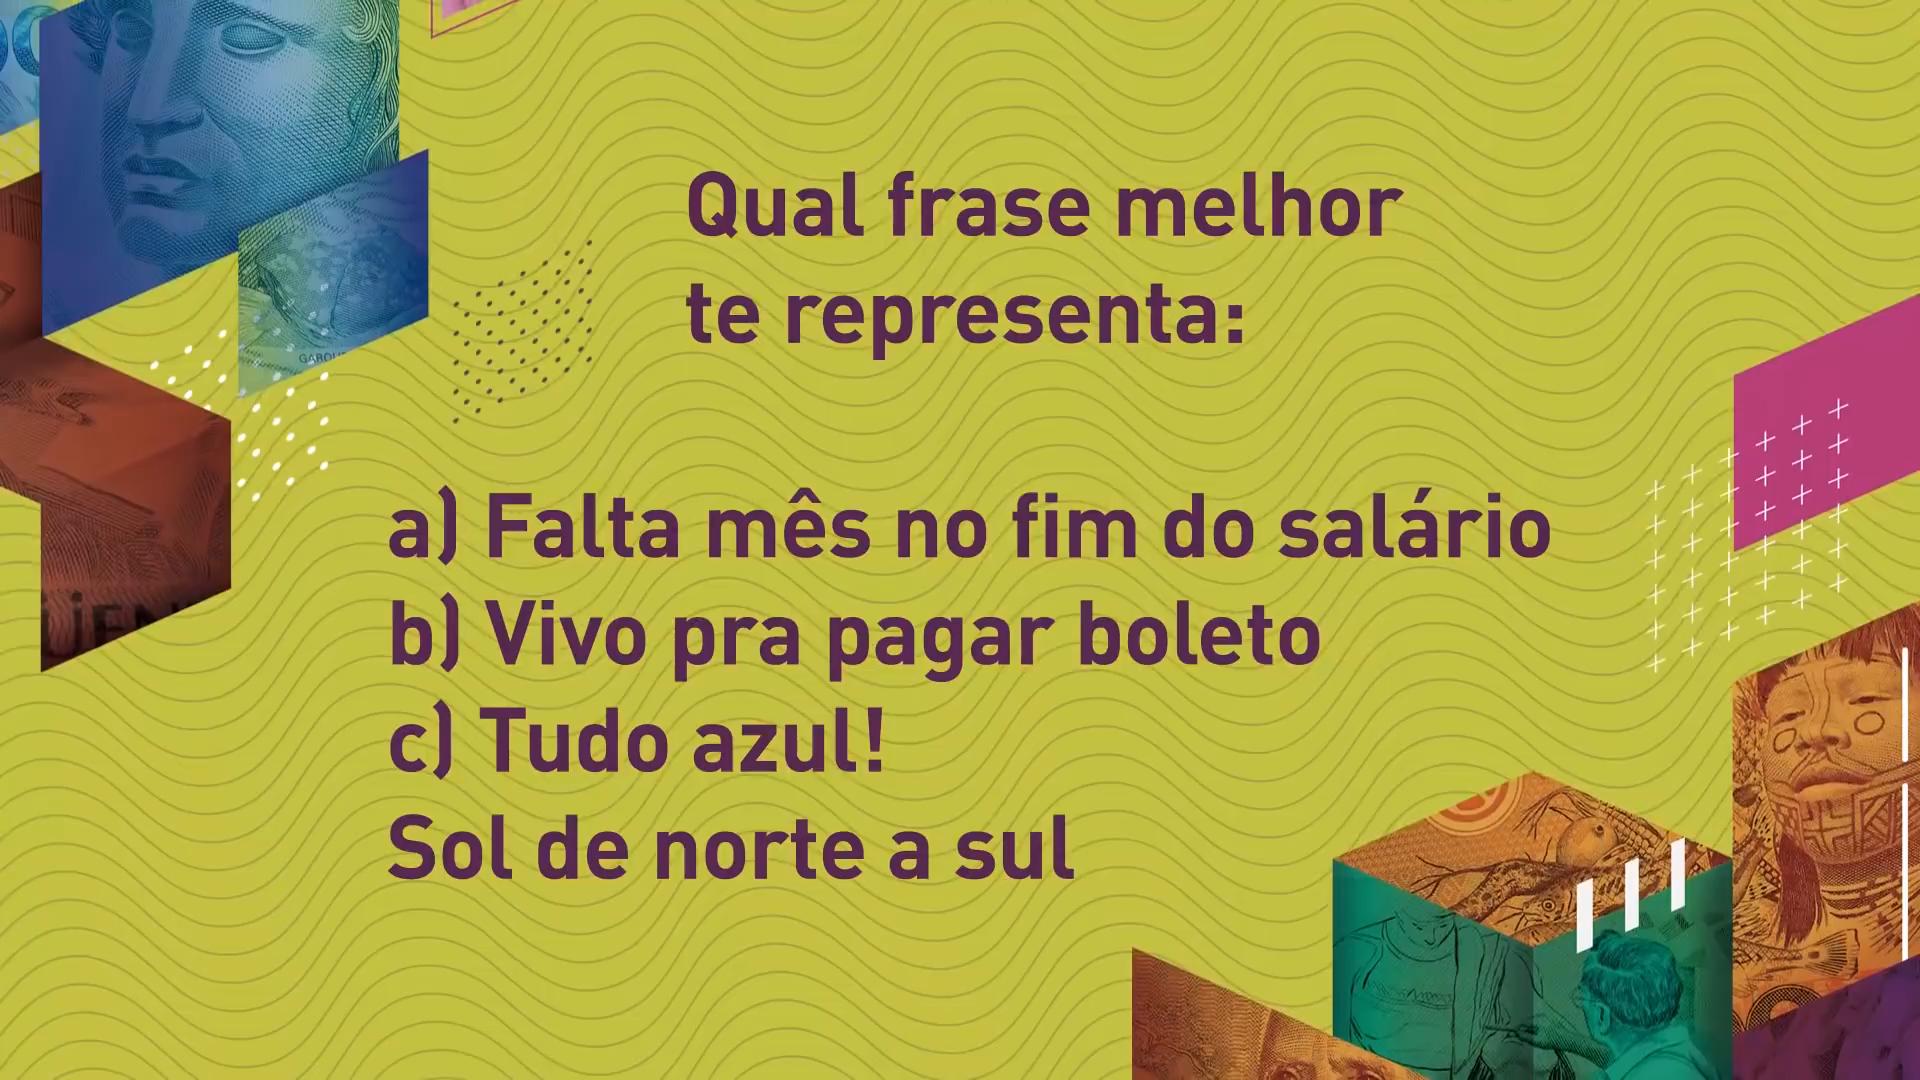 Qual frase melhor
te representa:
a) Falta mês no fim do salário
b) Vivo pra pagar boleto
c) Tudo azul!
Sol de norte a sul